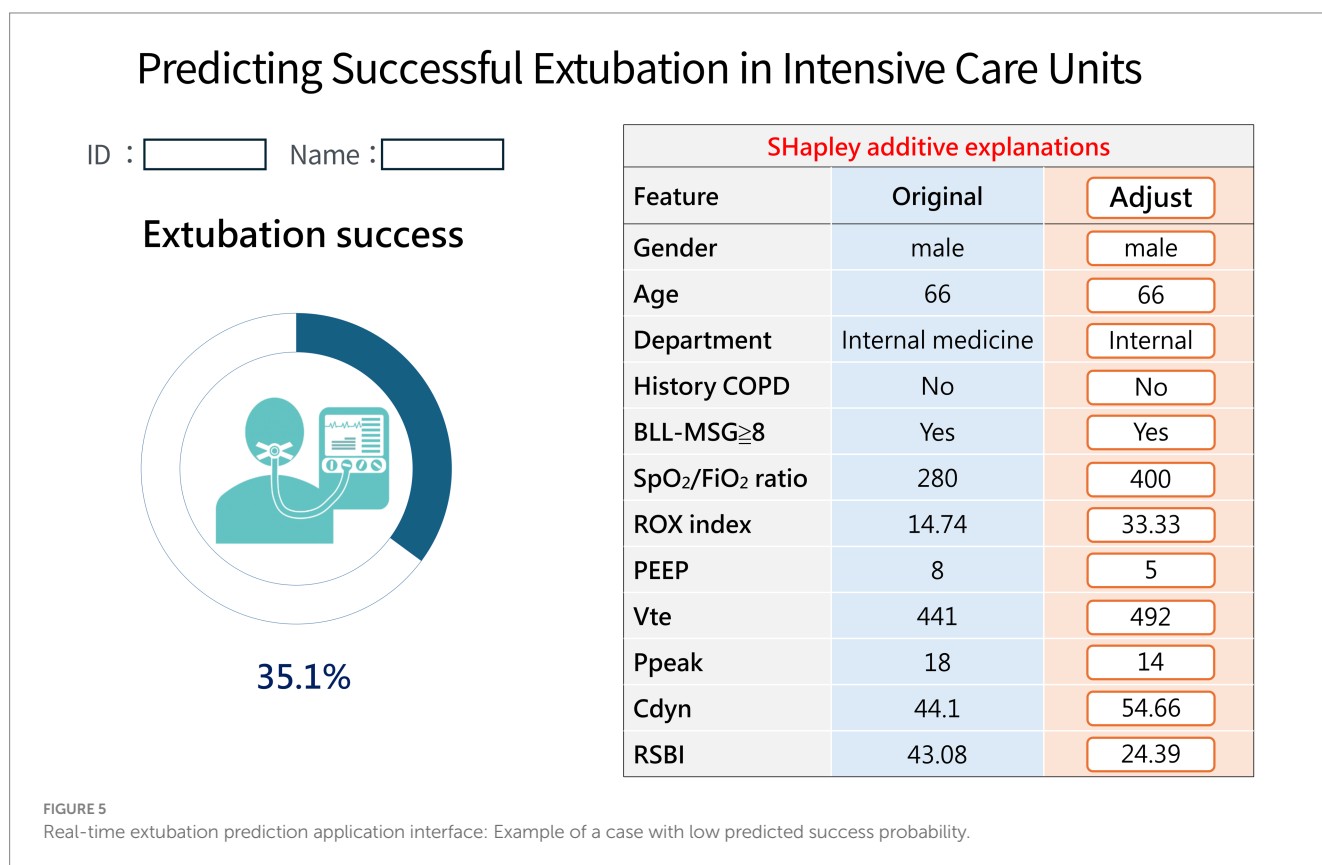 Predicting Successful Extubation in Intensive Care Units
ID : Name :
Extubation success
35.1%
SHapley additive explanations
Feature Original Adjust
Gender male male
Age 66 66
Department Internal medicine Internal
History COPD No No
BLL-MSG≧8 Yes Yes
SpO₂/FiO₂ ratio 280 400
ROX index 14.74 33.33
PEEP 8 5
Vte 441 492
Ppeak 18 14
Cdyn 44.1 54.66
RSBI 43.08 24.39
FIGURE 5
Real-time extubation prediction application interface: Example of a case with low predicted success probability.